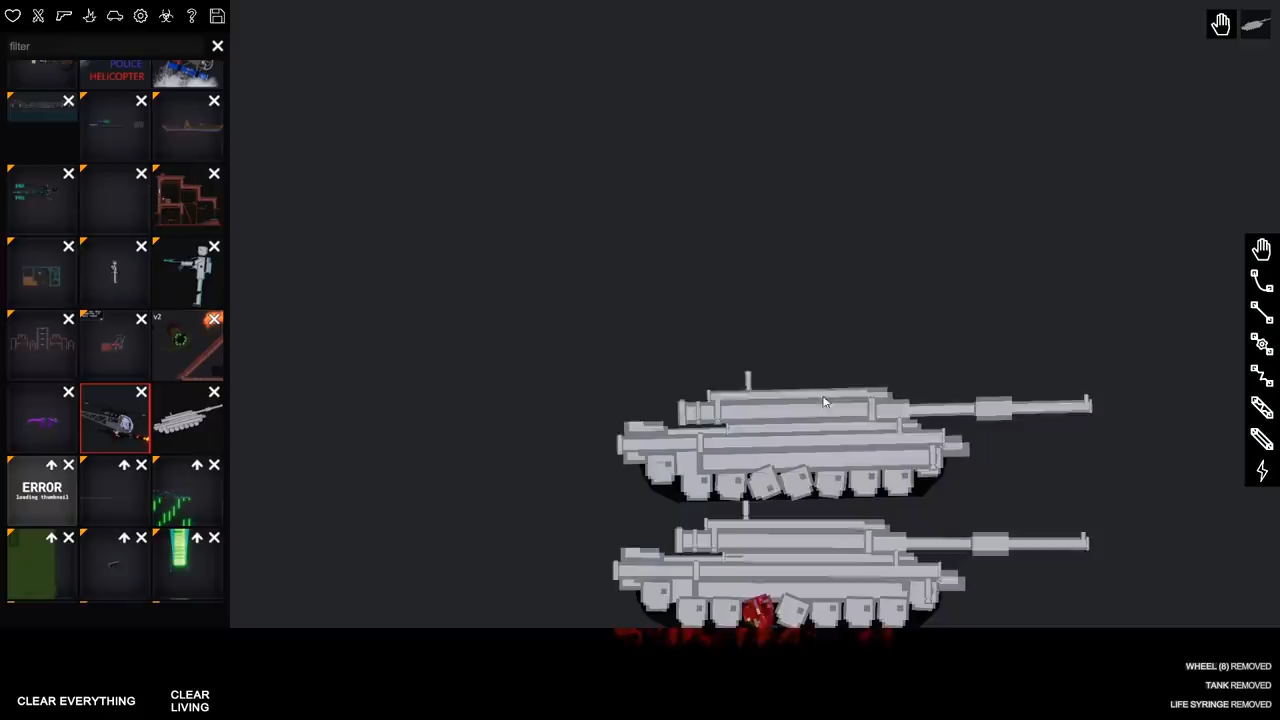 filter
POLICE
HELICOPTER
v2
ERROR
loading thumbnail
WHEEL (8) REMOVED
TANK REMOVED
LIFE SYRINGE REMOVED
CLEAR EVERYTHING
CLEAR
LIVING